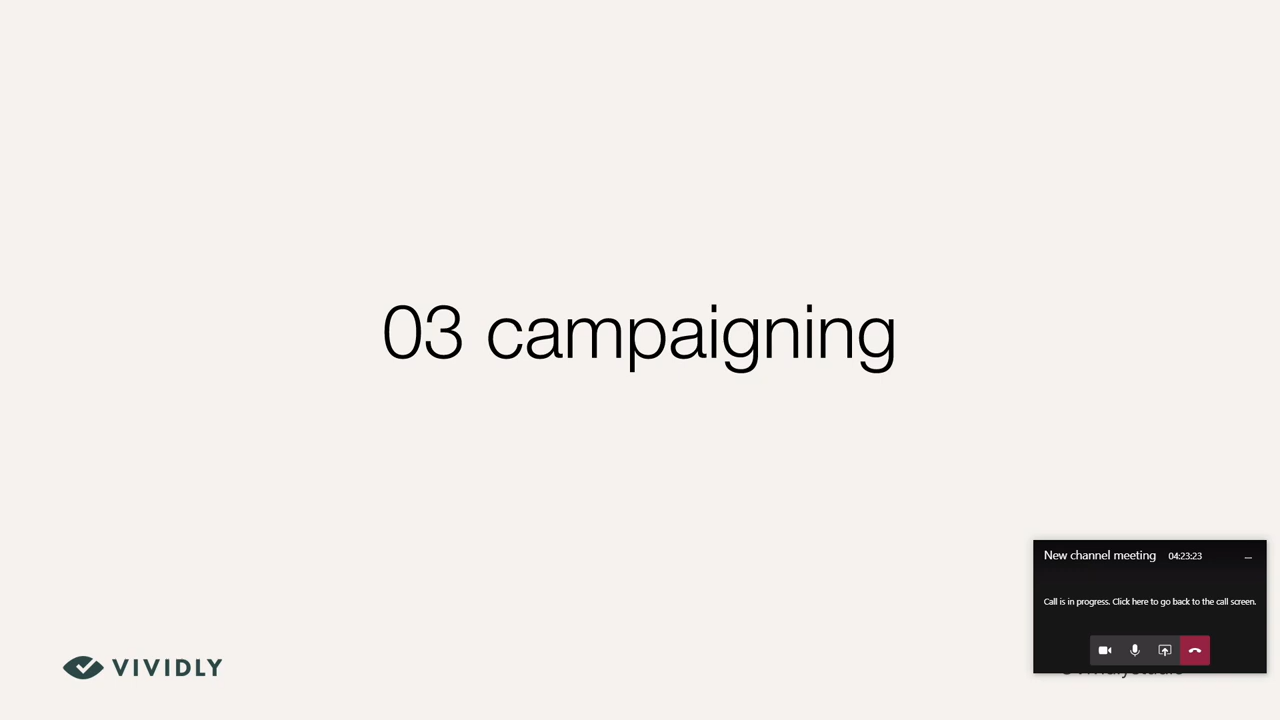 03 campaigning
New channel meeting 04:23:23
Call is in progress. Click here to go back to the call screen.
VIVIDLY